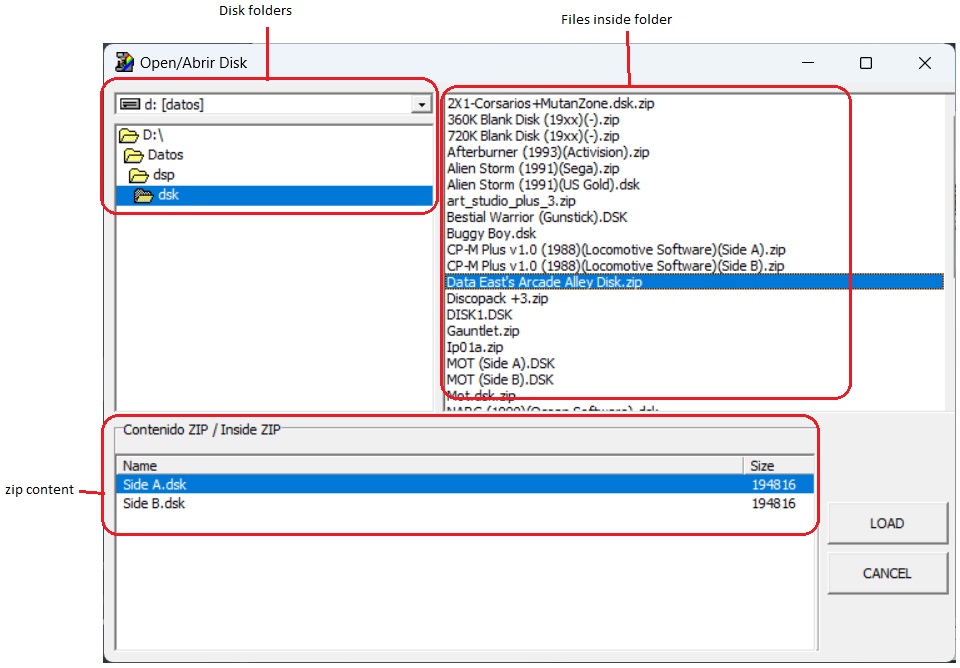 Disk folders
Files inside folder
Open/Abrir Disk
d: [datos]
D:\
Datos
dsp
dsk
2X1-Corsarios+MutanZone.dsk.zip
360K Blank Disk (19xx)(-).zip
720K Blank Disk (19xx)(-).zip
Afterburner (1993)(Activision).zip
Alien Storm (1991)(Sega).zip
Alien Storm (1991)(US Gold).dsk
art_studio_plus_3.zip
Bestial Warrior (Gunstick).DSK
Buggy Boy.dsk
CP-M Plus v1.0 (1988)(Locomotive Software)(Side A).zip
CP-M Plus v1.0 (1988)(Locomotive Software)(Side B).zip
Data East's Arcade Alley Disk.zip
Discopack +3.zip
DISK1.DSK
Gauntlet.zip
Ip01a.zip
MOT (Side A).DSK
MOT (Side B).DSK
Mot.dsk.zip
Contenido ZIP / Inside ZIP
Name Size
Side A.dsk 194816
Side B.dsk 194816
zip content
LOAD
CANCEL